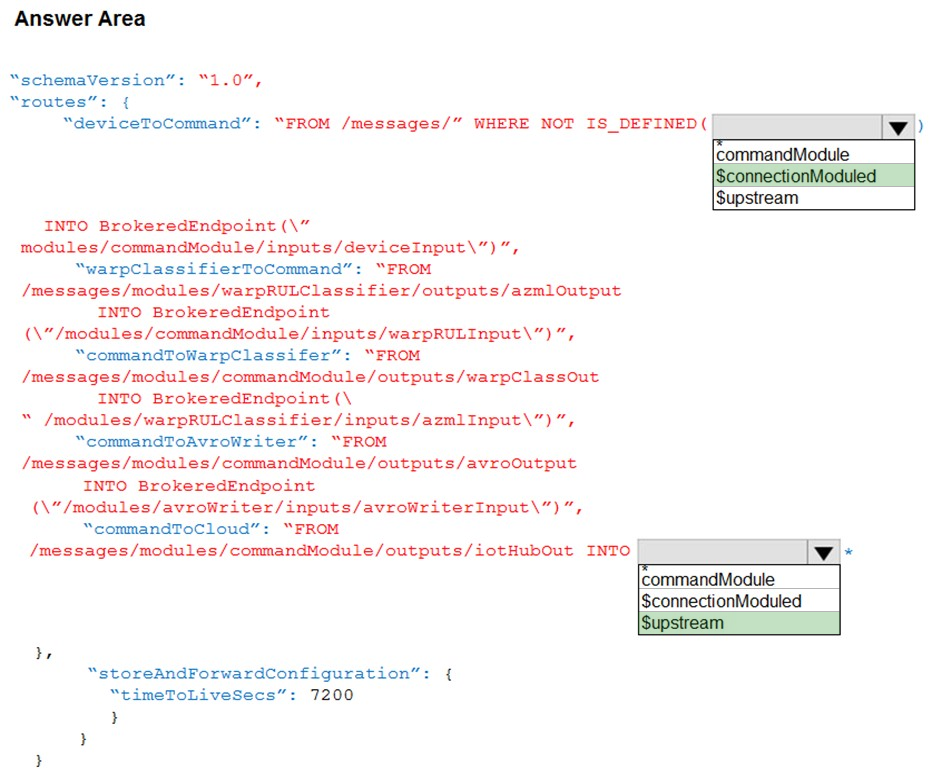 Answer Area
“schemaVersion”: “1.0”,
“routes”: {
“deviceToCommand”: “FROM /messages/” WHERE NOT IS_DEFINED( )
*
commandModule
$connectionModuled
$upstream
INTO BrokeredEndpoint(\”
modules/commandModule/inputs/deviceInput\”)”,
“warpClassifierToCommand”: “FROM
/messages/modules/warpRULClassifier/outputs/azmlOutput
INTO BrokeredEndpoint
(\”/modules/commandModule/inputs/warpRULInput\”)”,
“commandToWarpClassifer”: “FROM
/messages/modules/commandModule/outputs/warpClassOut
INTO BrokeredEndpoint(\
“ /modules/warpRULClassifier/inputs/azmlInput\”)”,
“commandToAvroWriter”: “FROM
/messages/modules/commandModule/outputs/avroOutput
INTO BrokeredEndpoint
(\”/modules/avroWriter/inputs/avroWriterInput\”)”,
“commandToCloud”: “FROM
/messages/modules/commandModule/outputs/iotHubOut INTO *
*
commandModule
$connectionModuled
$upstream
},
“storeAndForwardConfiguration”: {
“timeToLiveSecs”: 7200
}
}
}